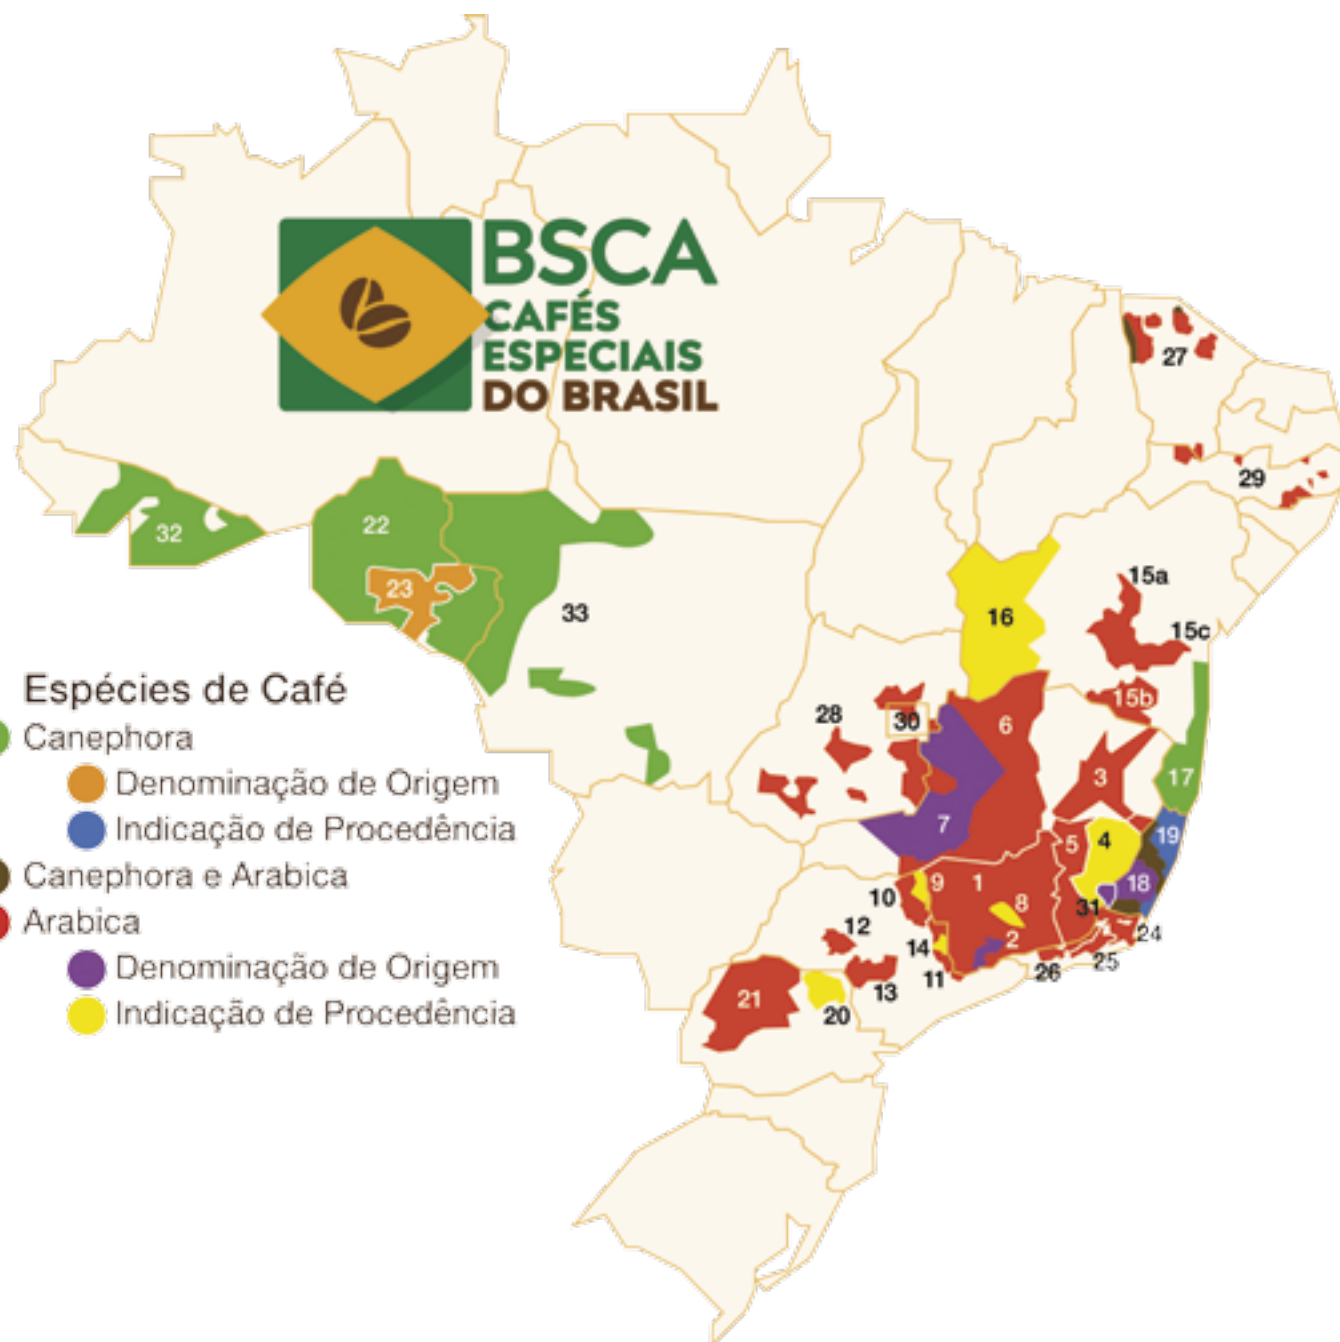 BSCA
CAFÉS
ESPECIAIS
DO BRASIL
27
29
32
22
23
33
15a
15c
16
15b
28
30
6
3
17
7
5
4
19
18
10
9
1
8
31
24
12
14
2
25
26
11
13
21
20
Espécies de Café
Canephora
Denominação de Origem
Indicação de Procedência
Canephora e Arabica
Arabica
Denominação de Origem
Indicação de Procedência